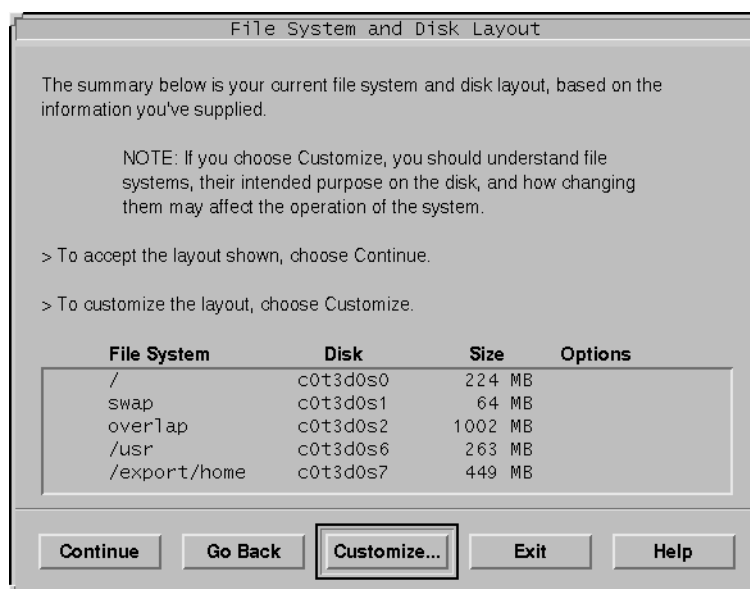 File System and Disk Layout
The summary below is your current file system and disk layout, based on the
information you've supplied.
NOTE: If you choose Customize, you should understand file
systems, their intended purpose on the disk, and how changing
them may affect the operation of the system.
> To accept the layout shown, choose Continue.
> To customize the layout, choose Customize.
File System Disk Size Options
/ c0t3d0s0 224 MB
swap c0t3d0s1 64 MB
overlap c0t3d0s2 1002 MB
/usr c0t3d0s6 263 MB
/export/home c0t3d0s7 449 MB
Continue Go Back Customize... Exit Help